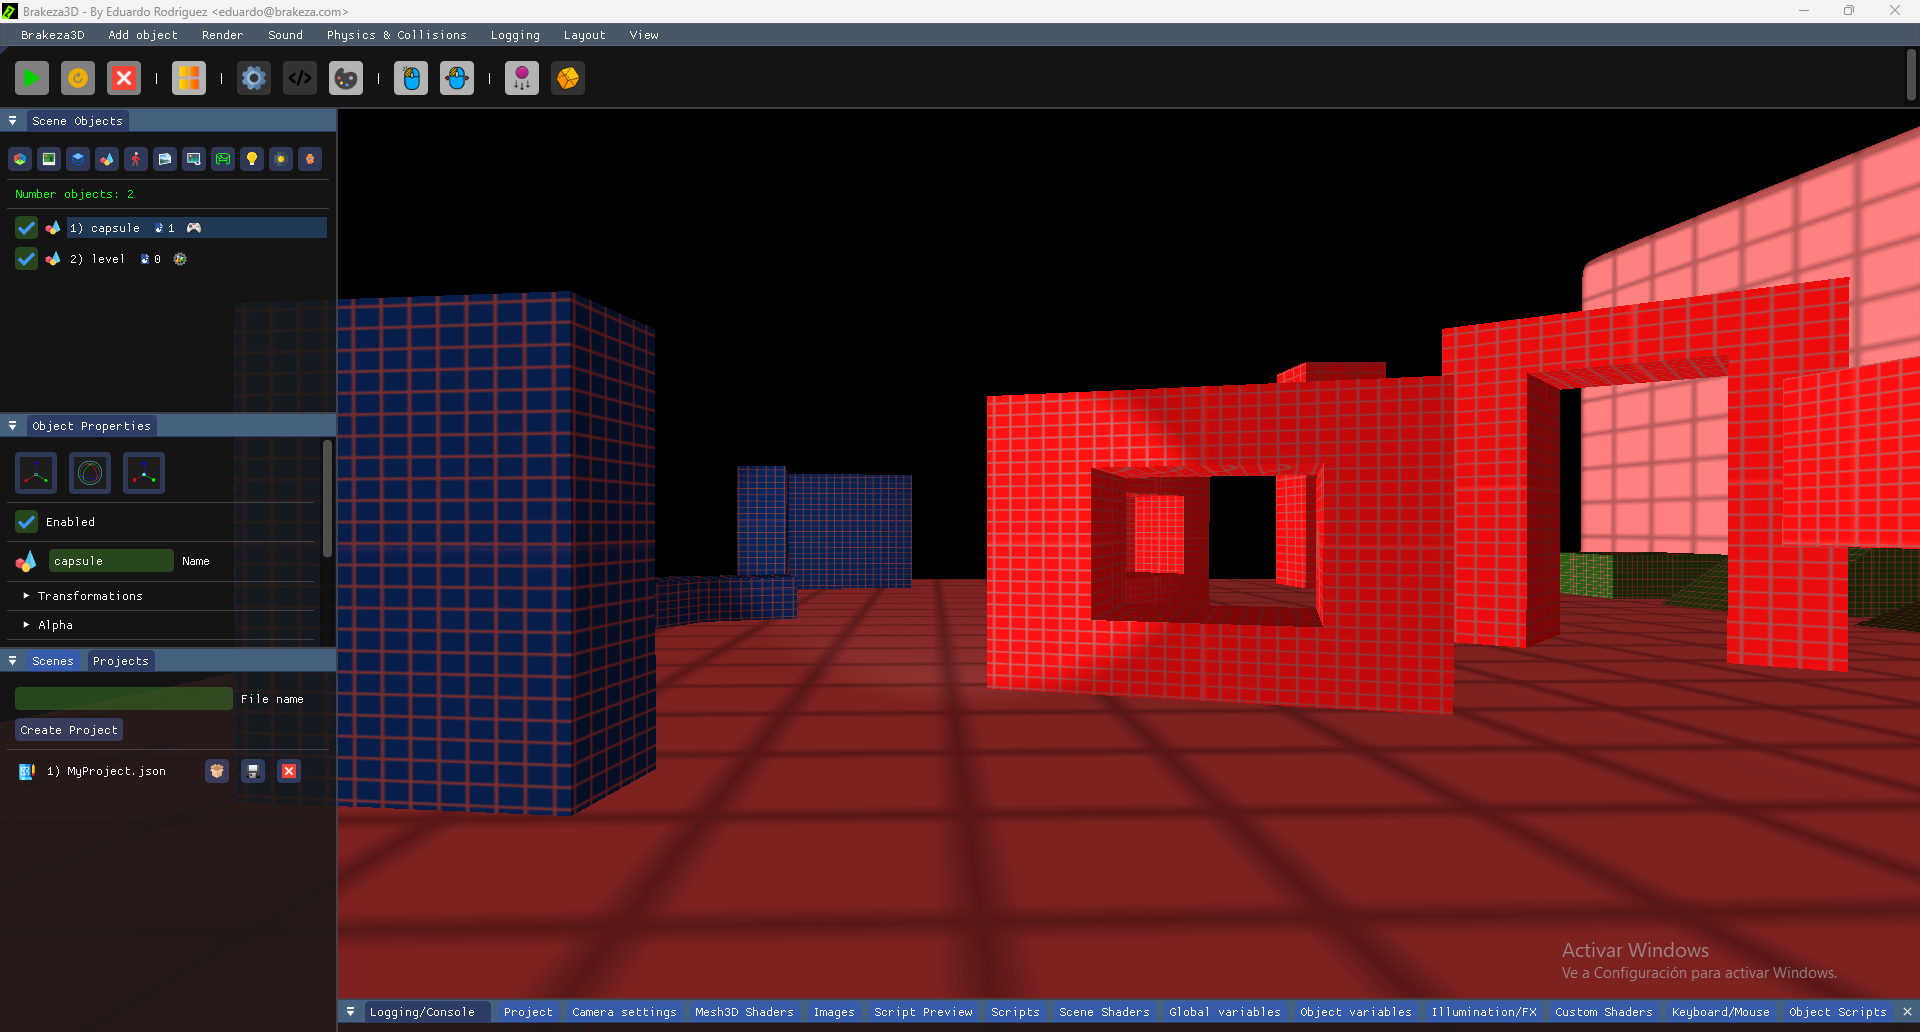 Brakeza3D - By Eduardo Rodriguez <eduardo@brakeza.com>
Brakeza3D Add object Render Sound Physics & Collisions Logging Layout View
Scene Objects
Number objects: 2
1) capsule 1
2) level 0
Object Properties
Enabled
capsule Name
Transformations
Alpha
Scenes Projects
File name
Create Project
1) MyProject.json
Activar Windows
Ve a Configuración para activar Windows.
Logging/Console Project Camera settings Mesh3D Shaders Images Script Preview Scripts Scene Shaders Global variables Object variables Illumination/FX Custom Shaders Keyboard/Mouse Object Scripts